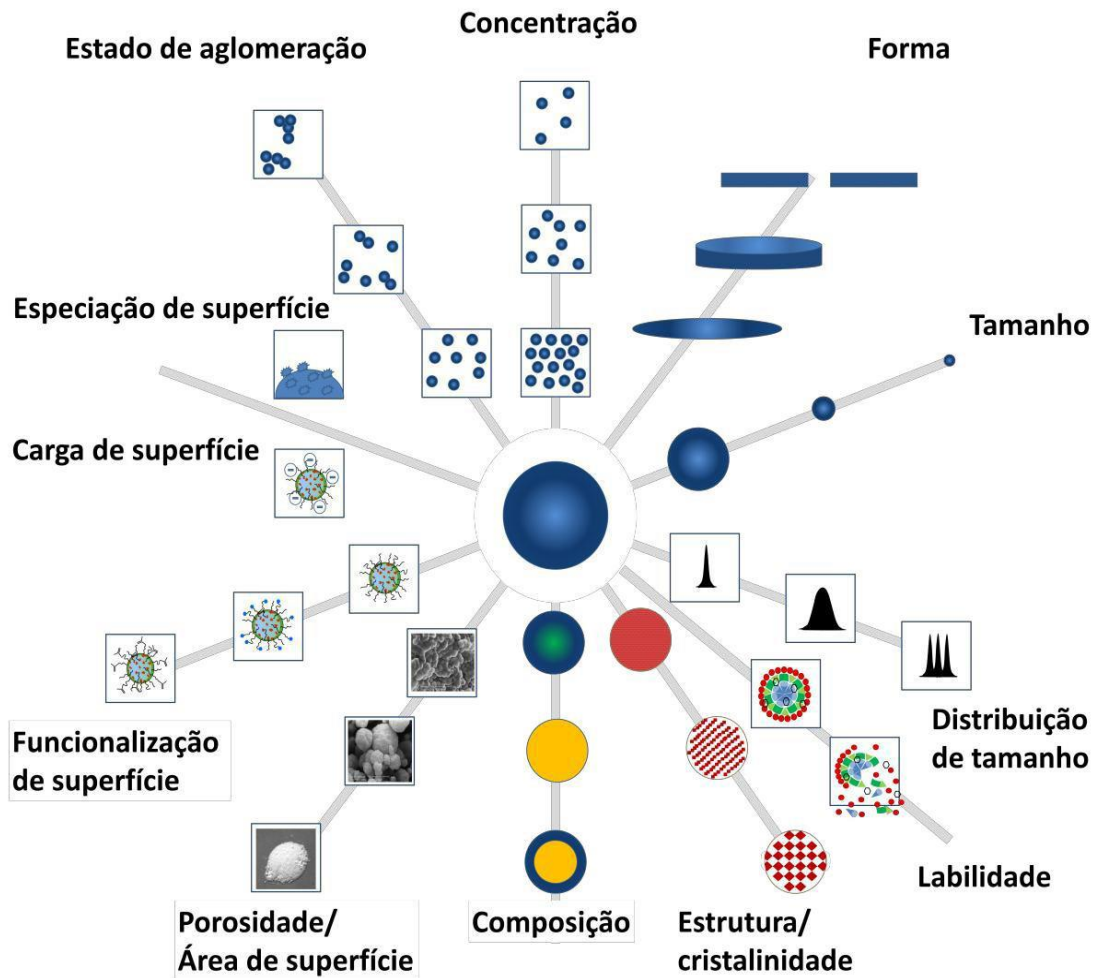 Concentração
Estado de aglomeração
Forma
Especiação de superfície
Tamanho
Carga de superfície
Funcionalização
de superfície
Distribuição
de tamanho
Labilidade
Porosidade/
Área de superfície
Composição
Estrutura/
cristalinidade